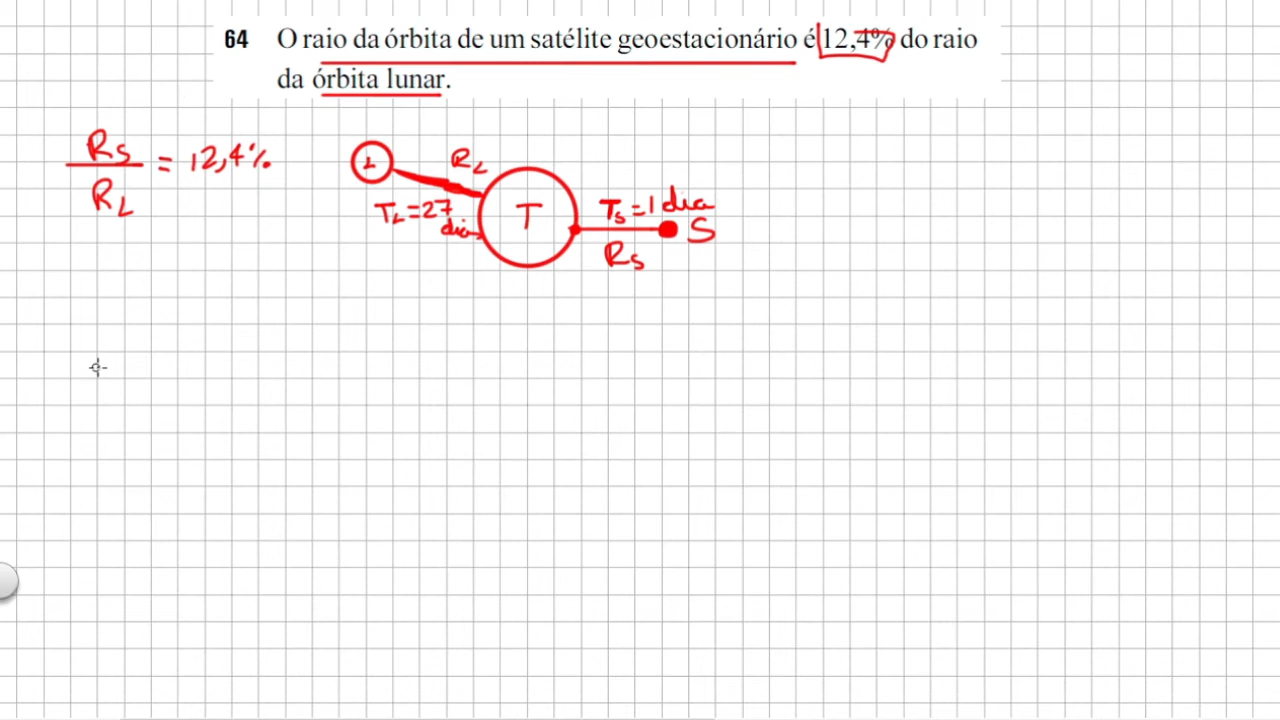 64 O raio da órbita de um satélite geoestacionário é 12,4% do raio
da órbita lunar.
Rs
RL
= 12,4%
L
RL
TL = 27
dias
T
Ts = 1 dia
S
Rs